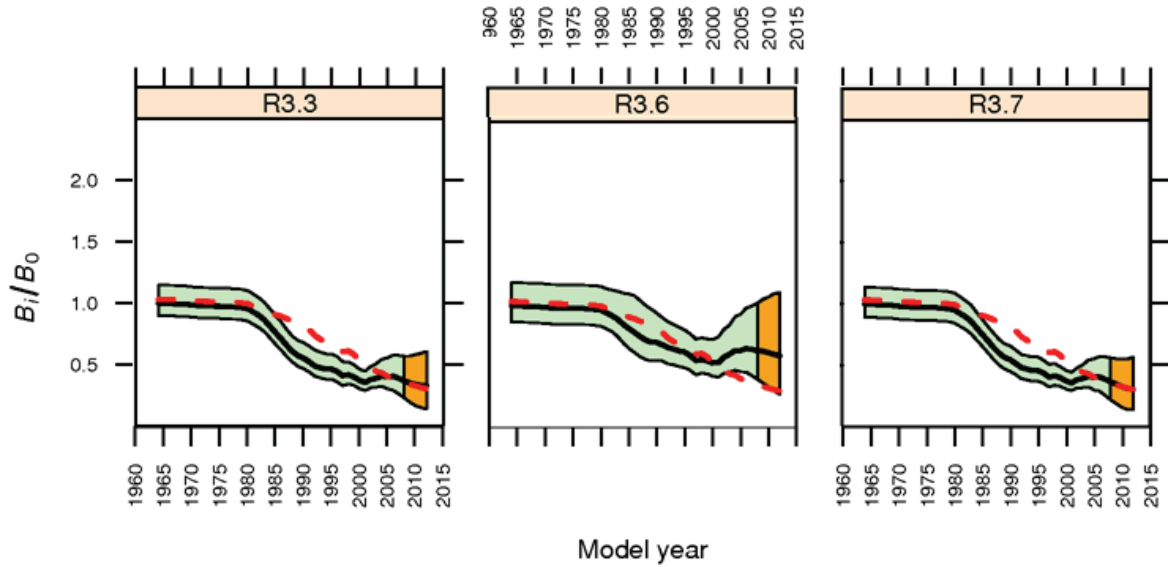 960 1965 1970 1975 1980 1985 1990 1995 2000 2005 2010 2015
R3.3 R3.6 R3.7
2.0
1.5
1.0
0.5
Bᵢ/B₀
1960 1965 1970 1975 1980 1985 1990 1995 2000 2005 2010 2015 1960 1965 1970 1975 1980 1985 1990 1995 2000 2005 2010 2015
Model year